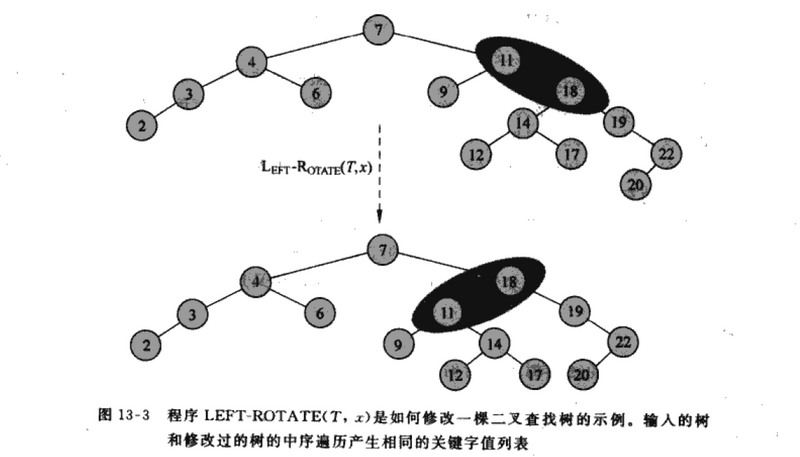 7
4 11
3 6 9 18
2 14 19
12 17 22
20
LEFT-ROTATE(T,x)
7
4 18
3 6 11 19
2 9 14 22
12 17 20
图 13-3 程序 LEFT-ROTATE(T, x)是如何修改一棵二叉查找树的示例。输入的树
和修改过的树的中序遍历产生相同的关键字值列表